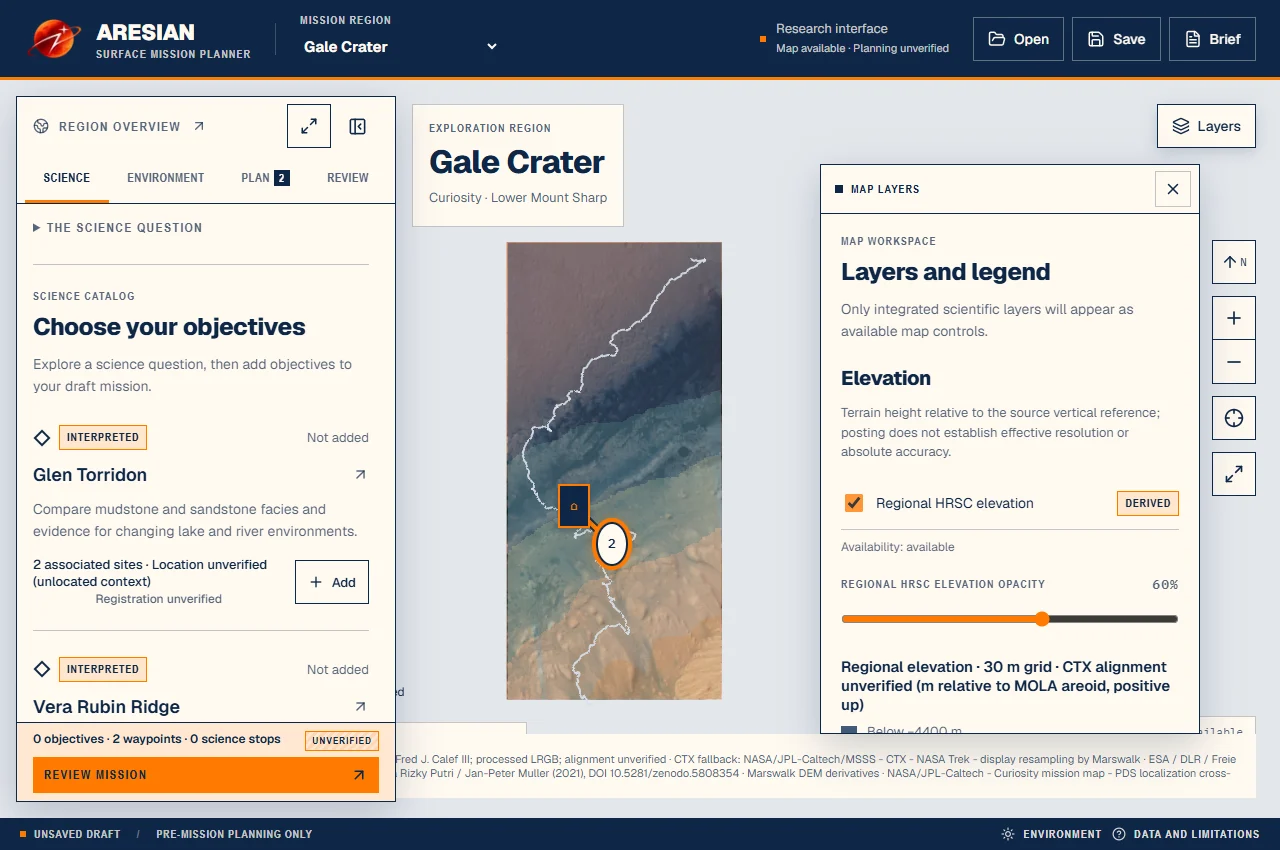 ARESIAN
SURFACE MISSION PLANNER
MISSION REGION
Gale Crater
Research interface
Map available · Planning unverified
Open
Save
Brief
REGION OVERVIEW
SCIENCE
ENVIRONMENT
PLAN 2
REVIEW
THE SCIENCE QUESTION
SCIENCE CATALOG
Choose your objectives
Explore a science question, then add objectives to
your draft mission.
INTERPRETED
Not added
Glen Torridon
Compare mudstone and sandstone facies and
evidence for changing lake and river environments.
2 associated sites · Location unverified
(unlocated context)
Registration unverified
Add
INTERPRETED
Not added
Vera Rubin Ridge
0 objectives · 2 waypoints · 0 science stops
UNVERIFIED
REVIEW MISSION
EXPLORATION REGION
Gale Crater
Curiosity · Lower Mount Sharp
2
Layers
MAP LAYERS
MAP WORKSPACE
Layers and legend
Only integrated scientific layers will appear as
available map controls.
Elevation
Terrain height relative to the source vertical reference;
posting does not establish effective resolution or
absolute accuracy.
Regional HRSC elevation
DERIVED
Availability: available
REGIONAL HRSC ELEVATION OPACITY
60%
Regional elevation · 30 m grid · CTX alignment
unverified (m relative to MOLA areoid, positive
up)
Below −4400 m
N
Fred J. Calef III; processed LRGB; alignment unverified · CTX fallback: NASA/JPL-Caltech/MSSS - CTX - NASA Trek - display resampling by Marswalk · ESA / DLR / Freie
Rizky Putri / Jan-Peter Muller (2021), DOI 10.5281/zenodo.5808354 · Marswalk DEM derivatives · NASA/JPL-Caltech - Curiosity mission map - PDS localization cross-
UNSAVED DRAFT / PRE-MISSION PLANNING ONLY
ENVIRONMENT
DATA AND LIMITATIONS